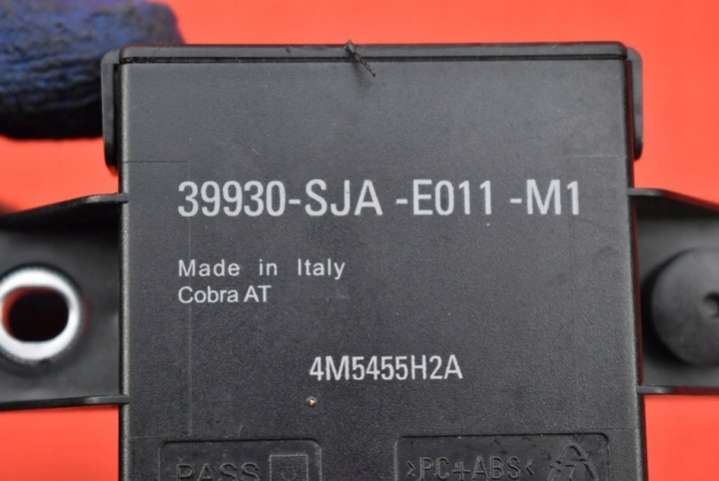 39930-SJA -E011 -M1
Made in Italy
Cobra AT
4M5455H2A
PASS
>PC+ABS<